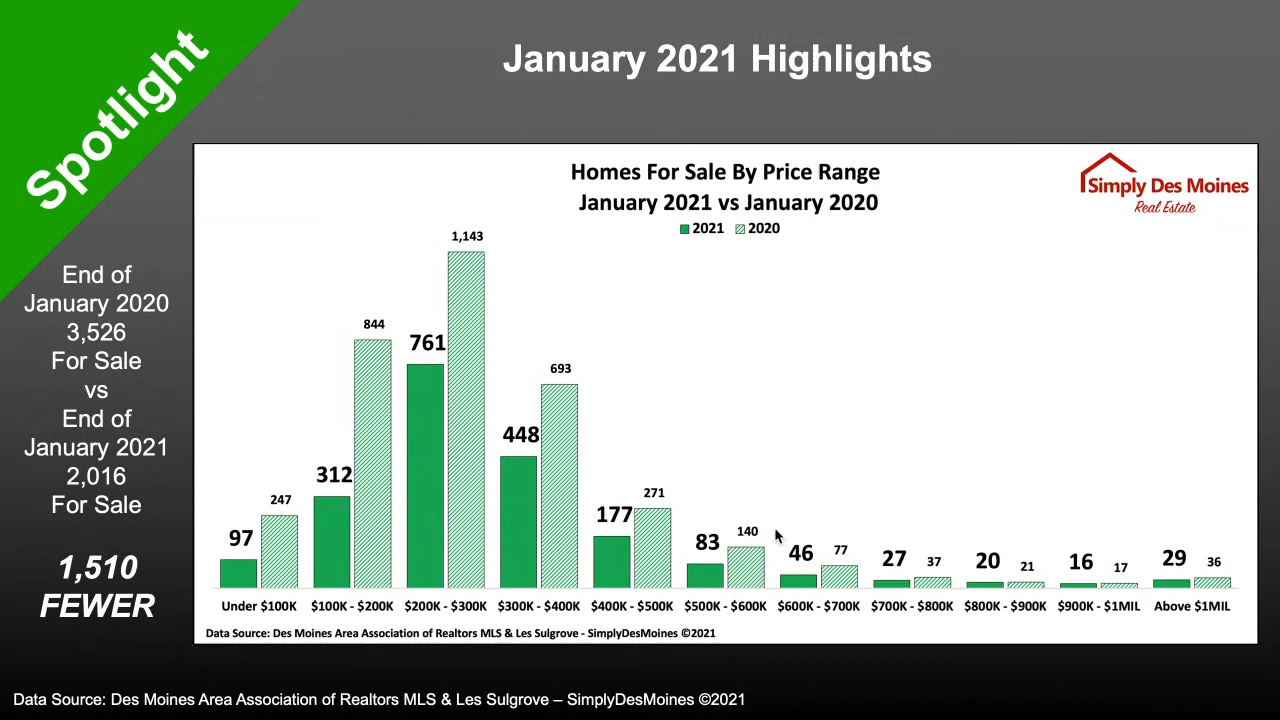 Spotlight
January 2021 Highlights
End of
January 2020
3,526
For Sale
vs
End of
January 2021
2,016
For Sale
1,510
FEWER
Homes For Sale By Price Range
January 2021 vs January 2020
2021 2020
Simply Des Moines
Real Estate
97 247
312 844
761 1,143
448 693
177 271
83 140
46 77
27 37
20 21
16 17
29 36
Under $100K $100K - $200K $200K - $300K $300K - $400K $400K - $500K $500K - $600K $600K - $700K $700K - $800K $800K - $900K $900K - $1MIL Above $1MIL
Data Source: Des Moines Area Association of Realtors MLS & Les Sulgrove - SimplyDesMoines ©2021
Data Source: Des Moines Area Association of Realtors MLS & Les Sulgrove – SimplyDesMoines ©2021